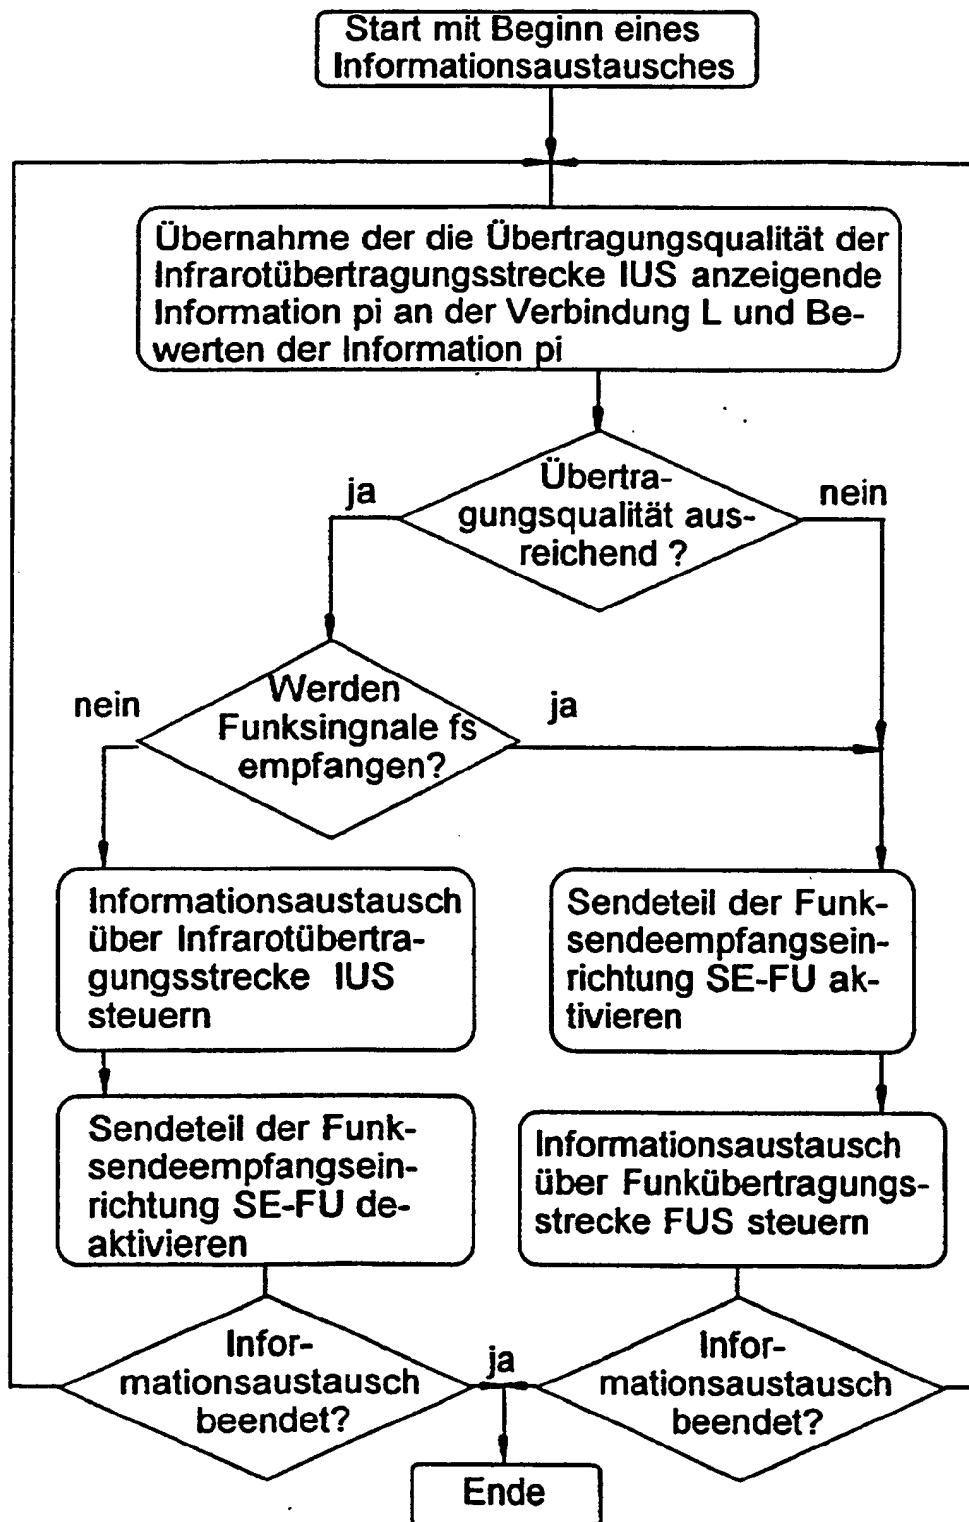 Start mit Beginn eines
Informationsaustausches
Übernahme der die Übertragungsqualität der
Infrarotübertragungsstrecke IUS anzeigende
Information pi an der Verbindung L und Be-
werten der Information pi
Übertra-
gungsqualität aus-
reichend ?
ja
nein
Werden
Funksingnale fs
empfangen?
nein
ja
Informationsaustausch
über Infrarotübertra-
gungsstrecke IUS
steuern
Sendeteil der Funk-
sendeempfangsein-
richtung SE-FU ak-
tivieren
Sendeteil der Funk-
sendeempfangsein-
richtung SE-FU de-
aktivieren
Informationsaustausch
über Funkübertragungs-
strecke FUS steuern
Infor-
mationsaustausch
beendet?
ja
Infor-
mationsaustausch
beendet?
Ende